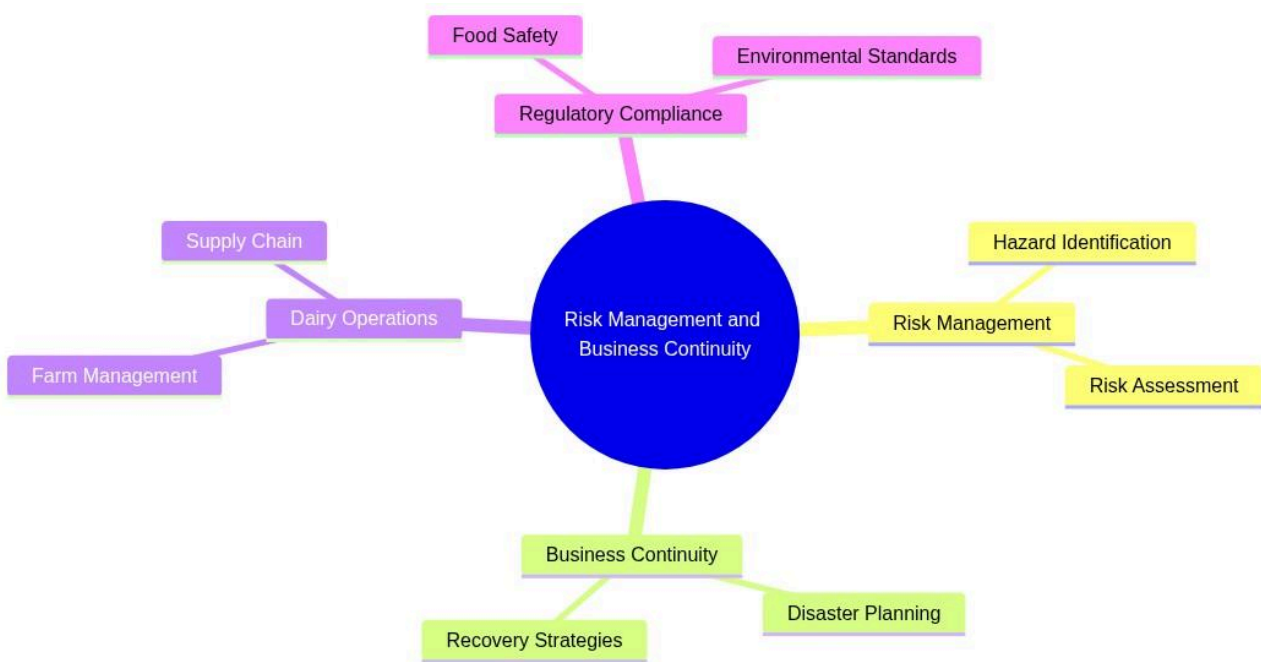 Food Safety
Environmental Standards
Regulatory Compliance
Supply Chain
Hazard Identification
Dairy Operations
Risk Management and
Business Continuity
Risk Management
Farm Management
Risk Assessment
Business Continuity
Disaster Planning
Recovery Strategies